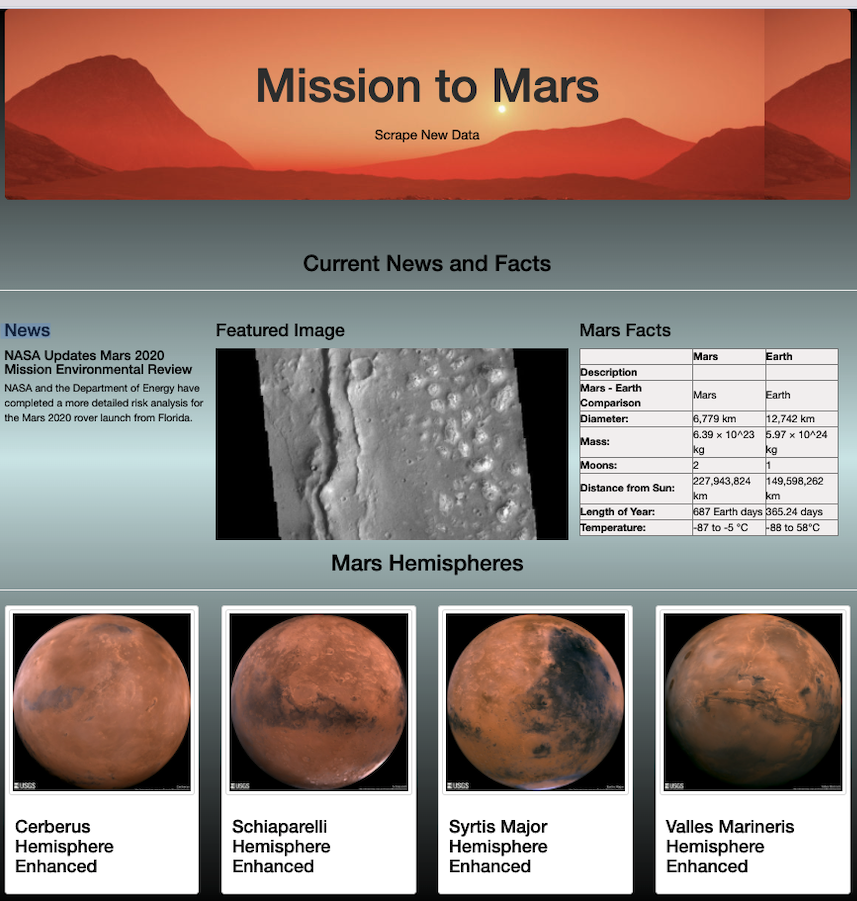 Mission to Mars
Scrape New Data
Current News and Facts
News
NASA Updates Mars 2020
Mission Environmental Review
NASA and the Department of Energy have
completed a more detailed risk analysis for
the Mars 2020 rover launch from Florida.
Featured Image
Mars Facts
Mars Earth
Description
Mars - Earth
Comparison
Mars Earth
Diameter: 6,779 km 12,742 km
Mass: 6.39 × 10^23
kg
5.97 × 10^24
kg
Moons: 2 1
Distance from Sun: 227,943,824
km
149,598,262
km
Length of Year: 687 Earth days 365.24 days
Temperature: -87 to -5 °C -88 to 58°C
Mars Hemispheres
USGS
USGS
USGS
USGS
Cerberus
Hemisphere
Enhanced
Schiaparelli
Hemisphere
Enhanced
Syrtis Major
Hemisphere
Enhanced
Valles Marineris
Hemisphere
Enhanced